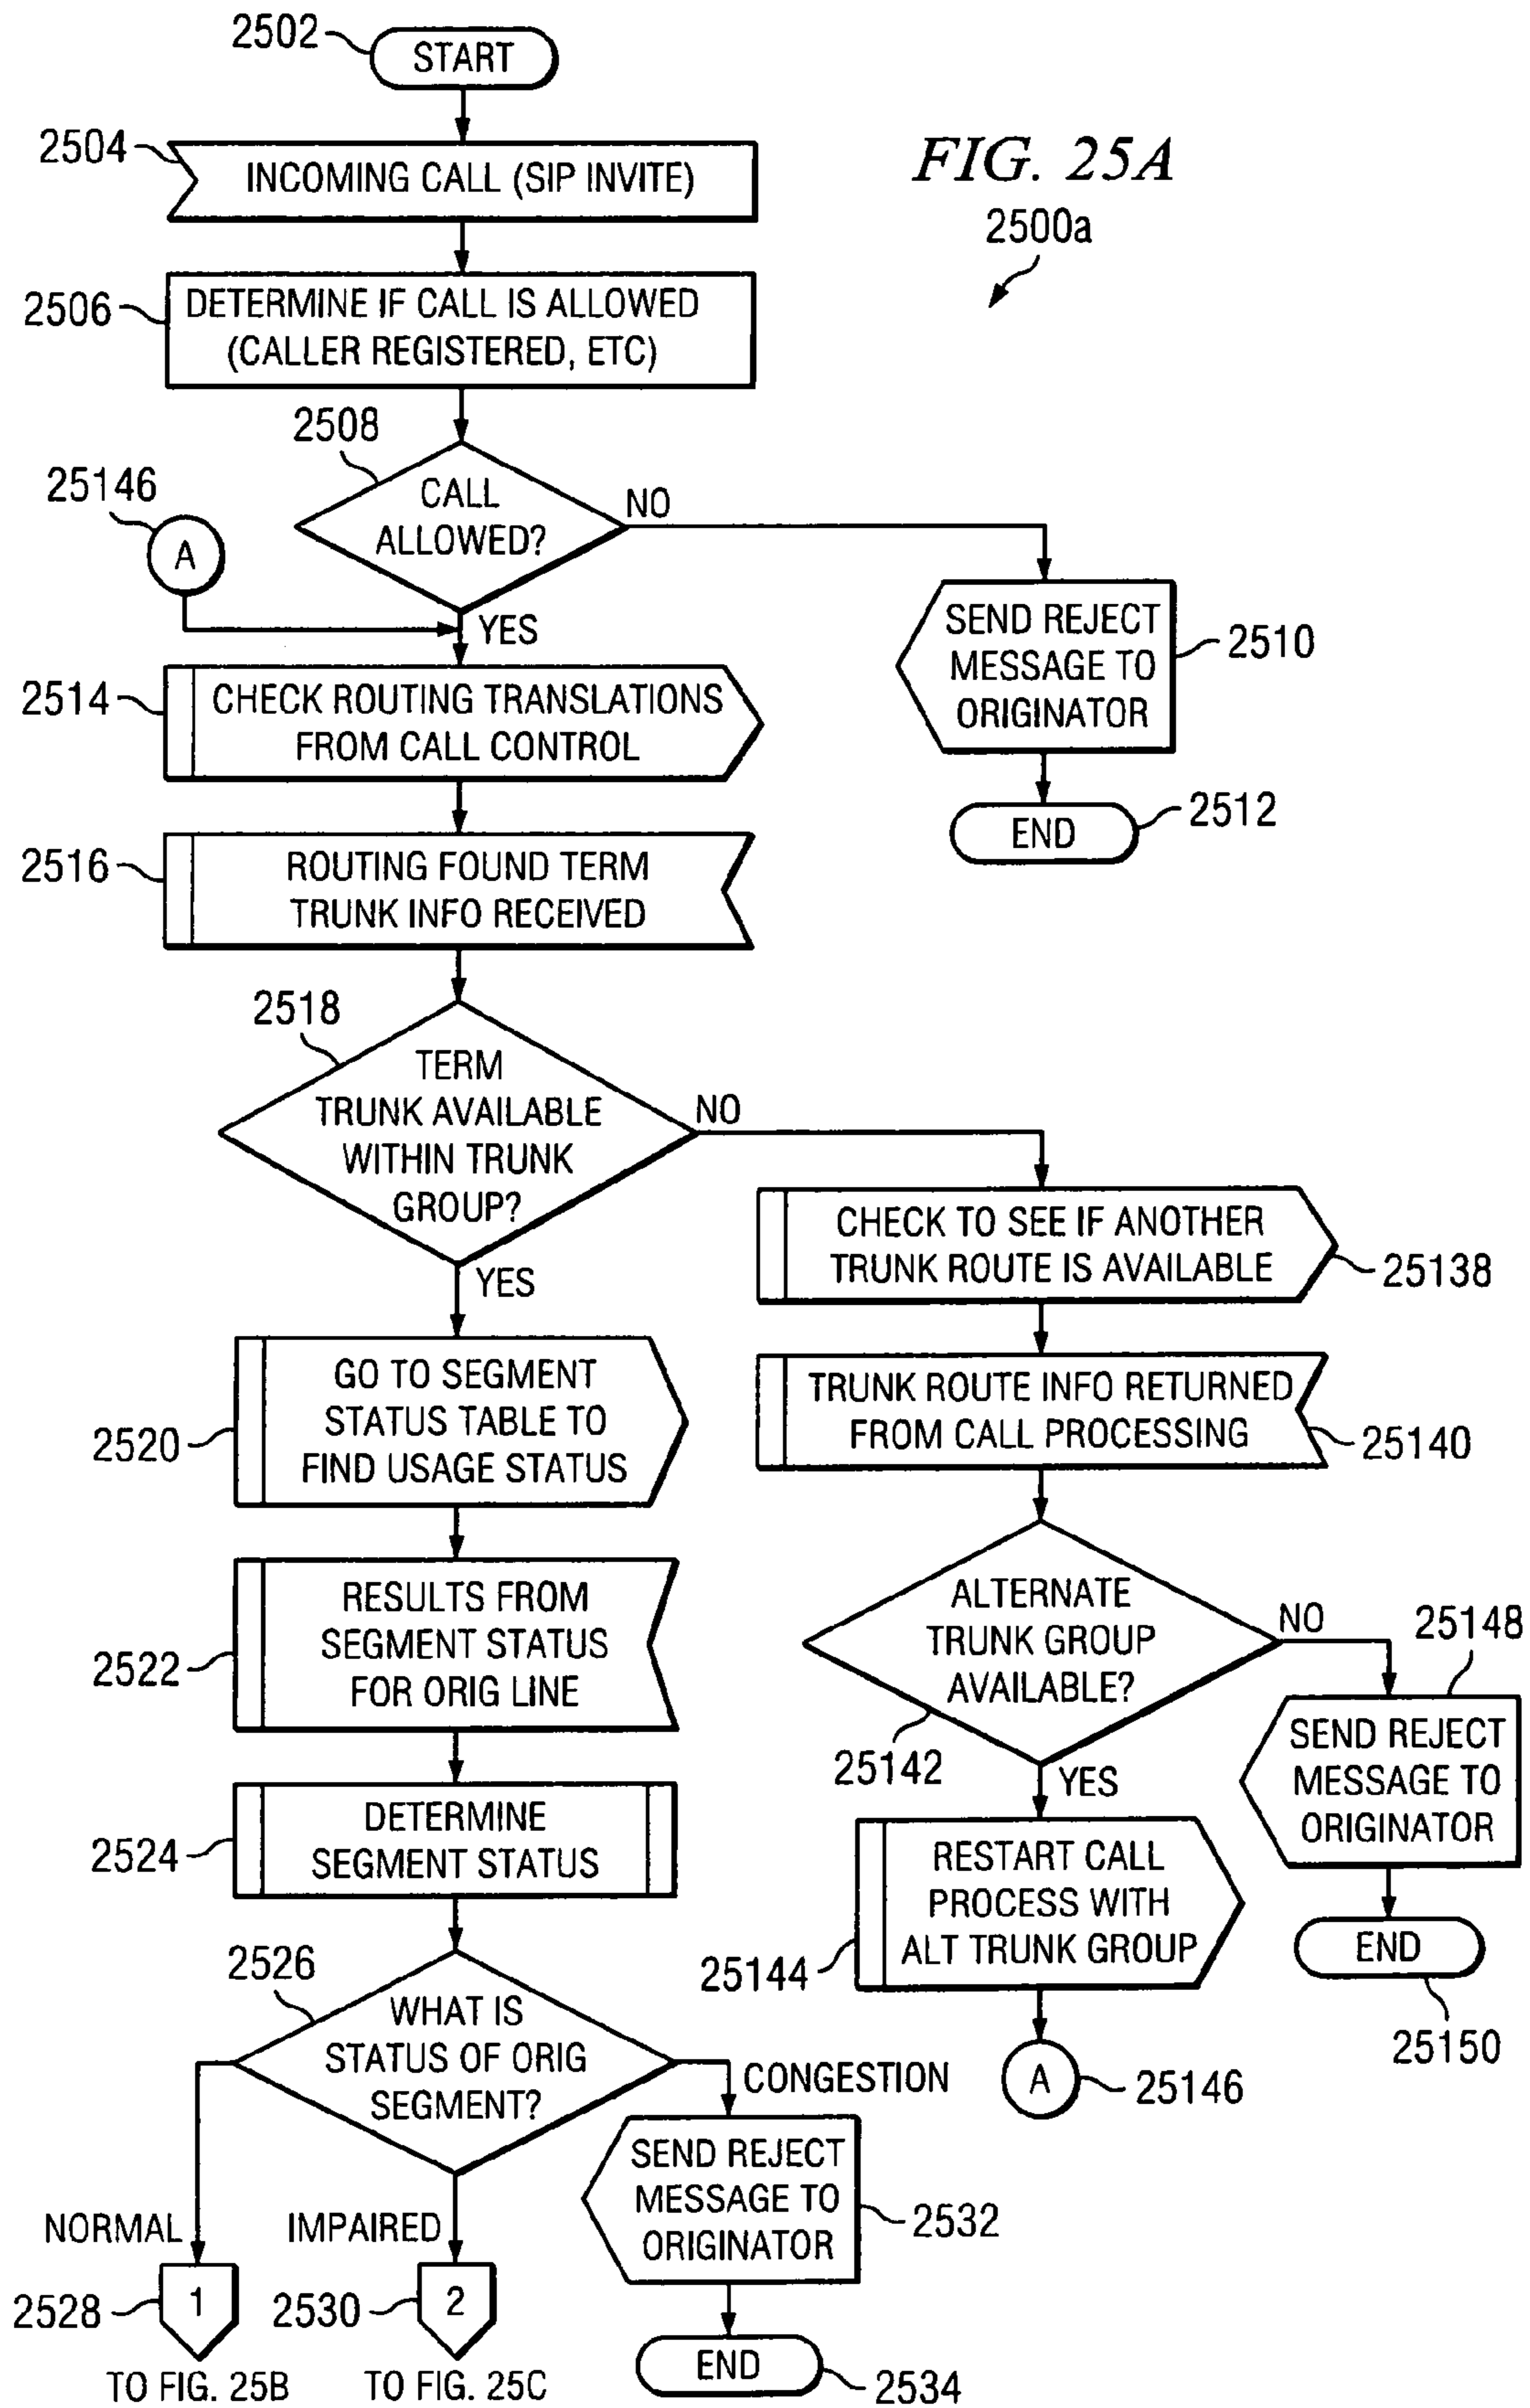 2502
START
2504
INCOMING CALL (SIP INVITE)
FIG. 25A
2500a
2506
DETERMINE IF CALL IS ALLOWED
(CALLER REGISTERED, ETC)
2508
CALL
ALLOWED?
NO
25146
A
YES
SEND REJECT
MESSAGE TO
ORIGINATOR
2510
END
2512
2514
CHECK ROUTING TRANSLATIONS
FROM CALL CONTROL
2516
ROUTING FOUND TERM
TRUNK INFO RECEIVED
2518
TERM
TRUNK AVAILABLE
WITHIN TRUNK
GROUP?
NO
YES
CHECK TO SEE IF ANOTHER
TRUNK ROUTE IS AVAILABLE
25138
TRUNK ROUTE INFO RETURNED
FROM CALL PROCESSING
25140
2520
GO TO SEGMENT
STATUS TABLE TO
FIND USAGE STATUS
2522
RESULTS FROM
SEGMENT STATUS
FOR ORIG LINE
ALTERNATE
TRUNK GROUP
AVAILABLE?
NO
25142
YES
25148
SEND REJECT
MESSAGE TO
ORIGINATOR
END
25150
2524
DETERMINE
SEGMENT STATUS
25144
RESTART CALL
PROCESS WITH
ALT TRUNK GROUP
A
25146
2526
WHAT IS
STATUS OF ORIG
SEGMENT?
CONGESTION
NORMAL
IMPAIRED
SEND REJECT
MESSAGE TO
ORIGINATOR
2532
2528
1
2530
2
TO FIG. 25B
TO FIG. 25C
END
2534